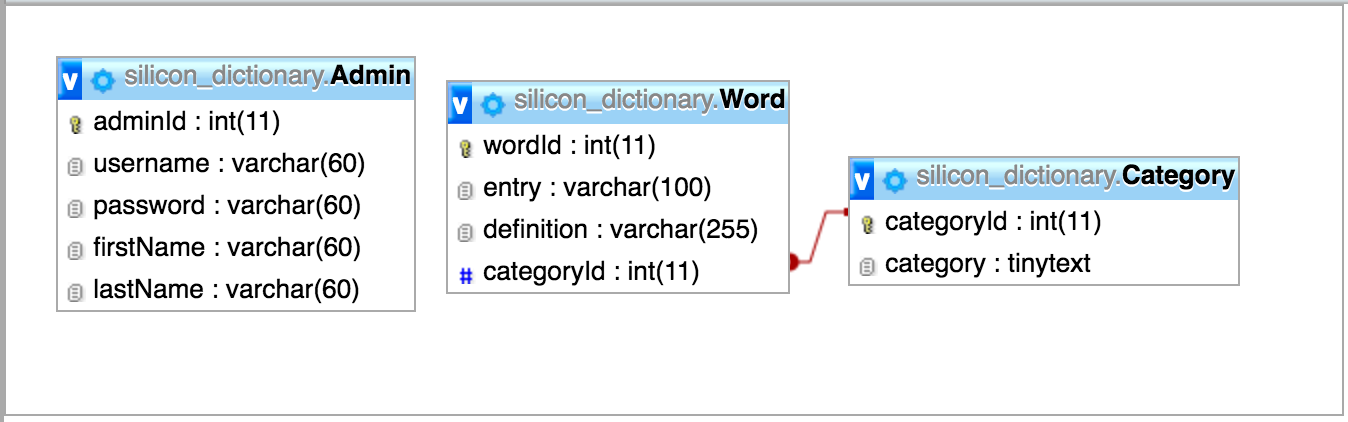 v silicon_dictionary.Admin
adminId : int(11)
username : varchar(60)
password : varchar(60)
firstName : varchar(60)
lastName : varchar(60)
v silicon_dictionary.Word
wordId : int(11)
entry : varchar(100)
definition : varchar(255)
# categoryId : int(11)
v silicon_dictionary.Category
categoryId : int(11)
category : tinytext